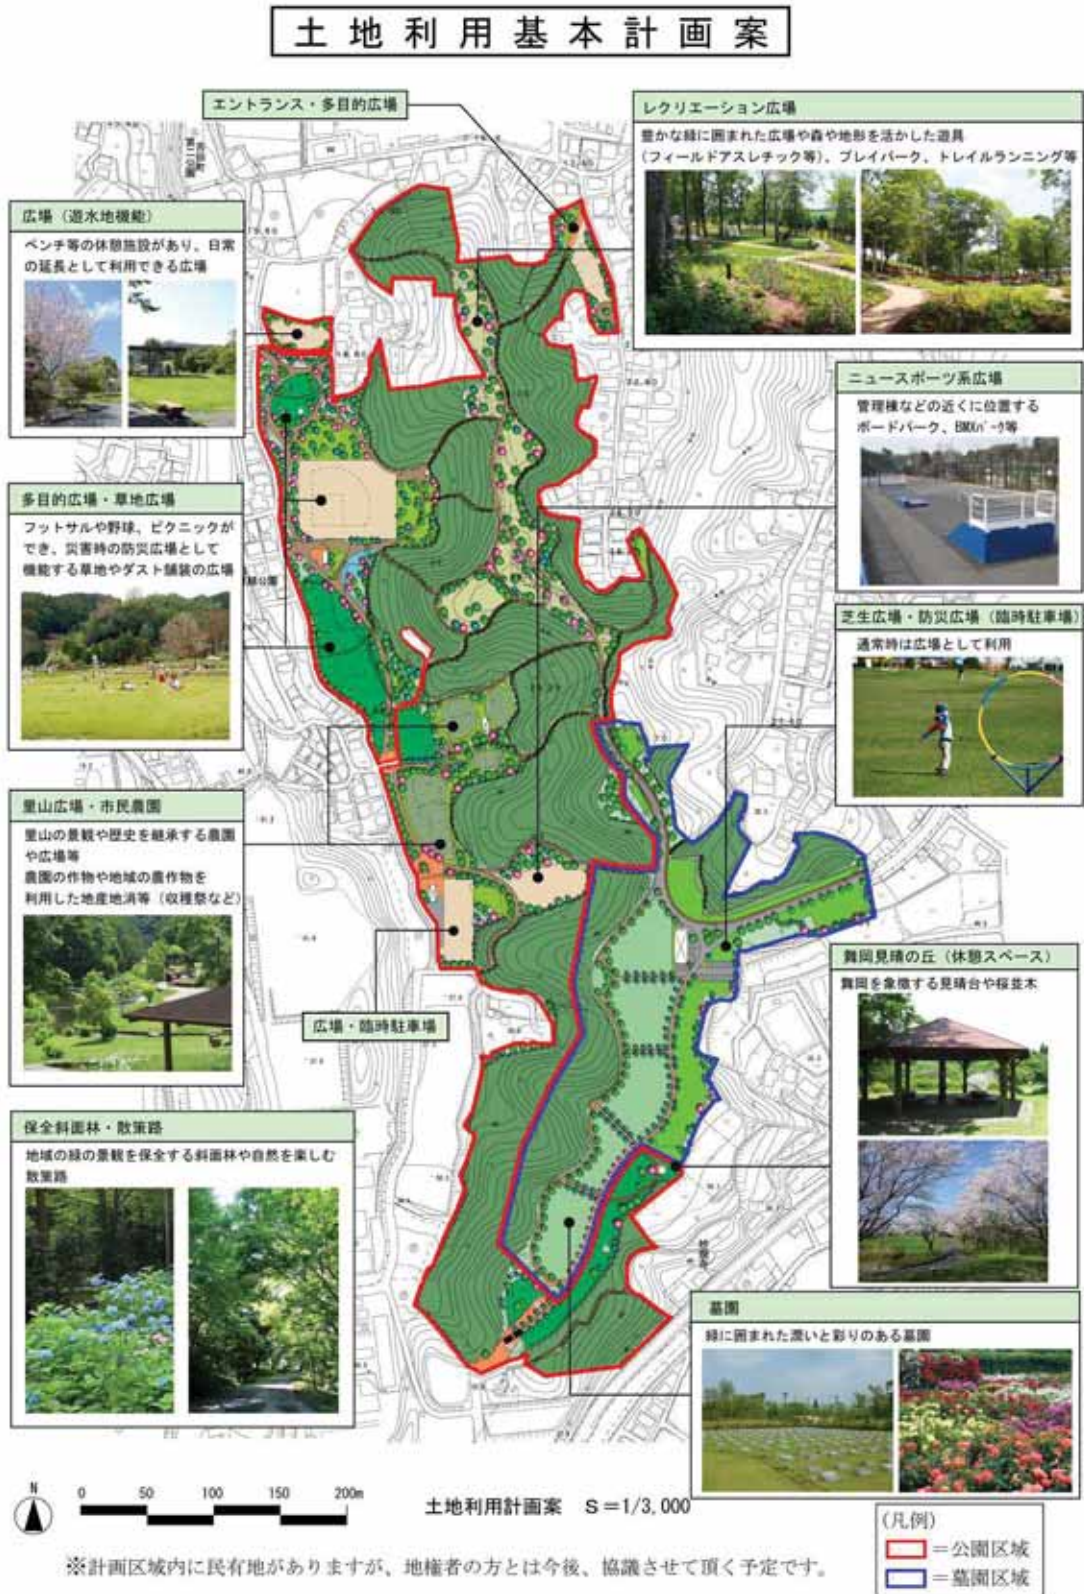 土地利用基本計画案
エントランス・多目的広場
レクリエーション広場
豊かな緑に囲まれた広場や森や地形を活かした遊具
(フィールドアスレチック等)、プレイパーク、トレイルランニング等
広場(遊水地機能)
ベンチ等の休憩施設があり、日常
の延長として利用できる広場
ニュースポーツ系広場
管理棟などの近くに位置する
ボードパーク、BMXパーク等
多目的広場・草地広場
フットサルや野球、ピクニックが
でき、災害時の防災広場として
機能する草地やダスト舗装の広場
芝生広場・防災広場(臨時駐車場)
通常時は広場として利用
里山広場・市民農園
里山の景観や歴史を継承する農園
や広場等
農園の作物や地域の農作物を
利用した地産地消等(収穫祭など)
舞岡見晴の丘(休憩スペース)
舞岡を象徴する見晴台や桜並木
広場・臨時駐車場
保全斜面林・散策路
地域の緑の景観を保全する斜面林や自然を楽しむ
散策路
墓園
緑に囲まれた潤いと彩りのある墓園
N
0 50 100 150 200m
土地利用計画案 S=1/3,000
(凡例)
=公園区域
=墓園区域
※計画区域内に民有地がありますが、地権者の方とは今後、協議させて頂く予定です。